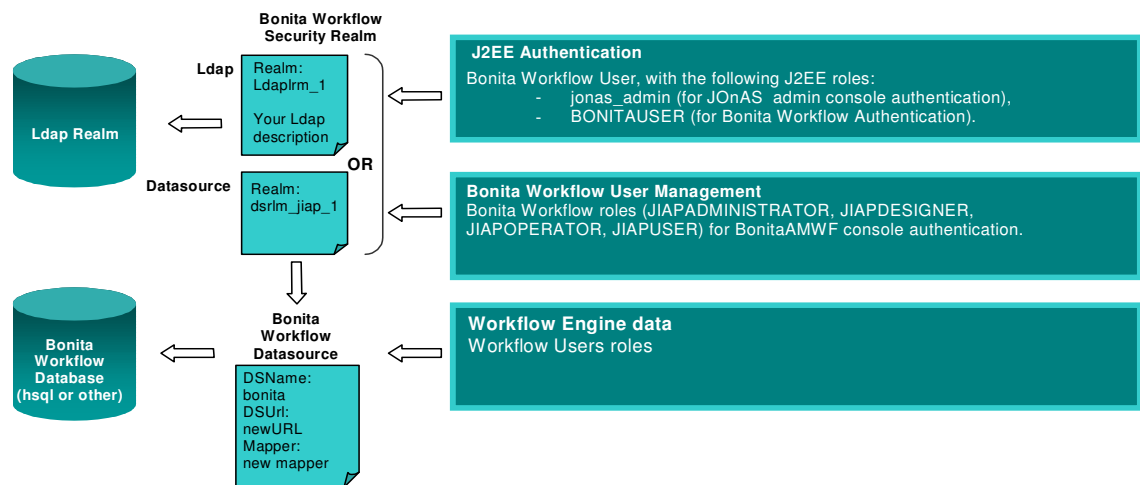 Bonita Workflow
Security Realm
Ldap
Realm:
Ldaplrm_1
Your Ldap
description
Ldap Realm
OR
J2EE Authentication
Bonita Workflow User, with the following J2EE roles:
- jonas_admin (for JOnAS admin console authentication),
- BONITAUSER (for Bonita Workflow Authentication).
Datasource
Realm:
dsrlm_jiap_1
Bonita Workflow User Management
Bonita Workflow roles (JIAPADMINISTRATOR, JIAPDESIGNER,
JIAPOPERATOR, JIAPUSER) for BonitaAMWF console authentication.
Bonita
Workflow
Database
(hsql or other)
Bonita
Workflow
Datasource
DSName:
bonita
DSUrl:
newURL
Mapper:
new mapper
Workflow Engine data
Workflow Users roles